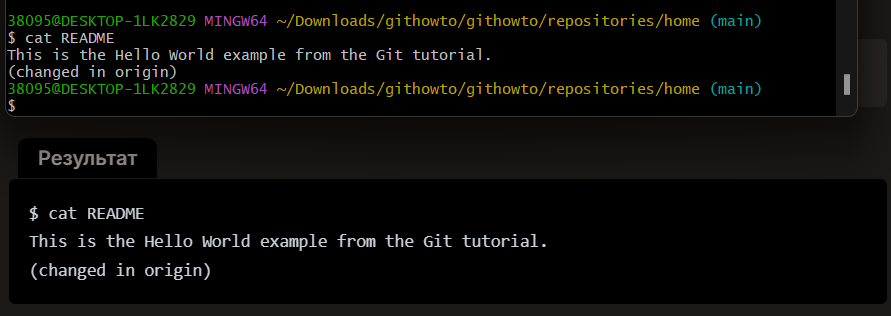 38095@DESKTOP-1LK2829 MINGW64 ~/Downloads/githowto/githowto/repositories/home (main)
$ cat README
This is the Hello World example from the Git tutorial.
(changed in origin)
38095@DESKTOP-1LK2829 MINGW64 ~/Downloads/githowto/githowto/repositories/home (main)
$
Результат
$ cat README
This is the Hello World example from the Git tutorial.
(changed in origin)